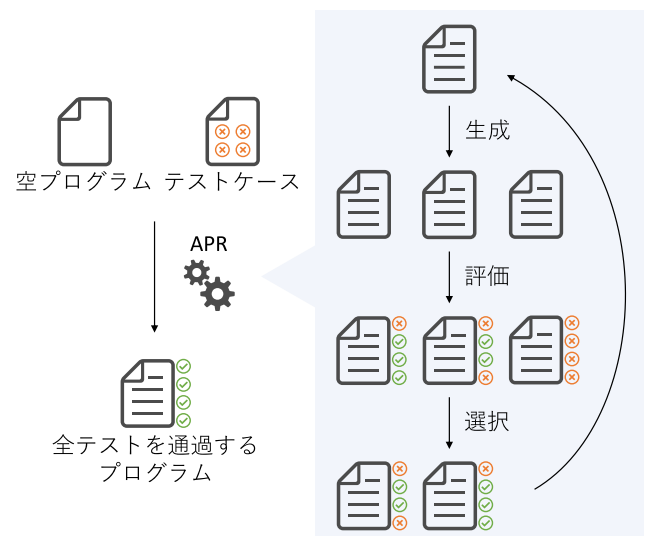 空プログラム
テストケース
APR
全テストを通過する
プログラム
生成
評価
選択